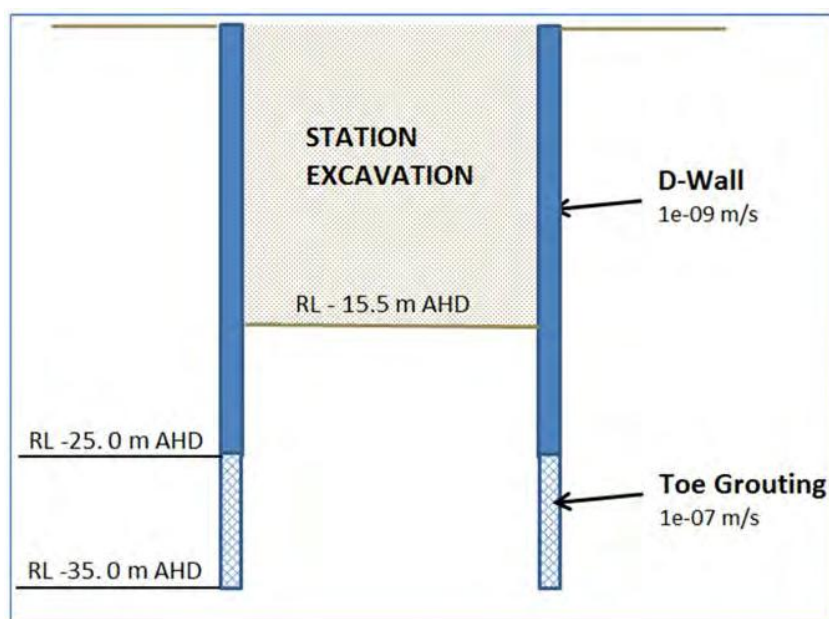 STATION
EXCAVATION
D-Wall
1e-09 m/s
RL - 15.5 m AHD
RL -25. 0 m AHD
Toe Grouting
1e-07 m/s
RL -35. 0 m AHD